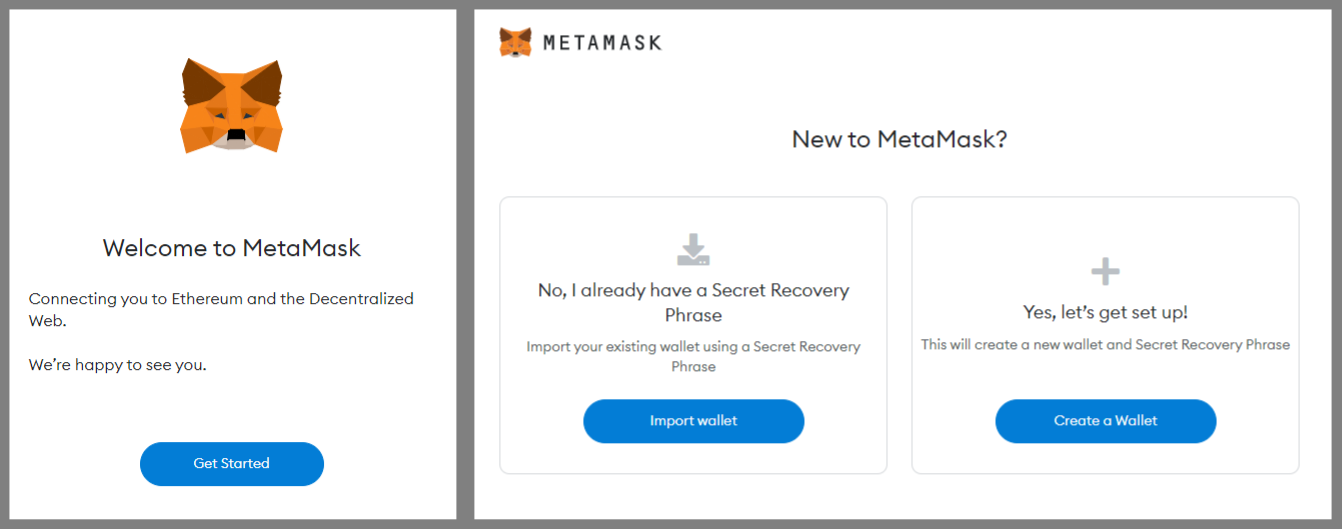 Welcome to MetaMask
Connecting you to Ethereum and the Decentralized
Web.
We’re happy to see you.
Get Started
METAMASK
New to MetaMask?
No, I already have a Secret Recovery
Phrase
Import your existing wallet using a Secret Recovery
Phrase
Import wallet
Yes, let’s get set up!
This will create a new wallet and Secret Recovery Phrase
Create a Wallet